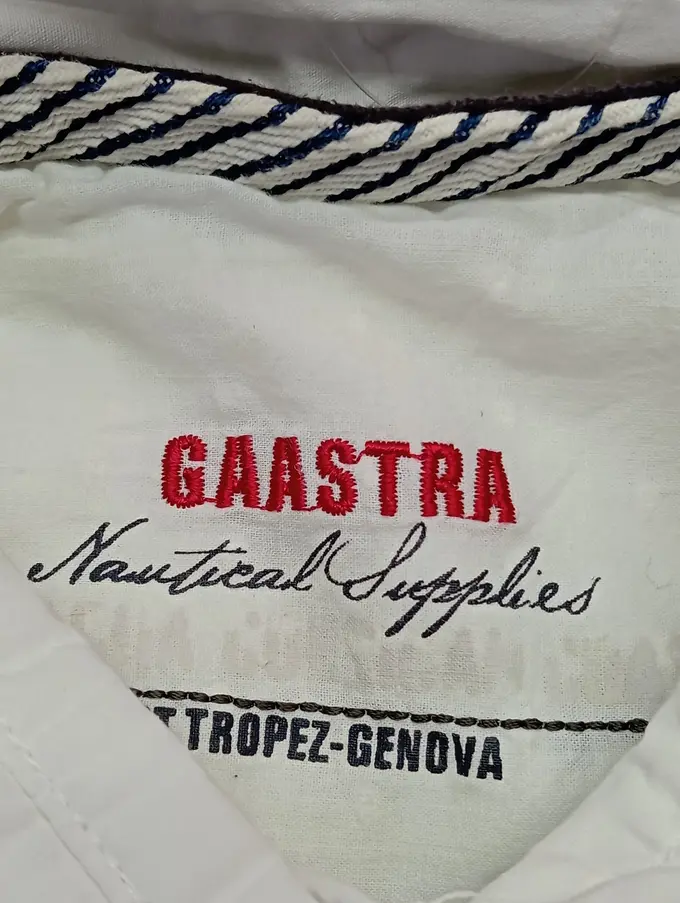 GAASTRA
Nautical Supplies
T TROPEZ-GENOVA